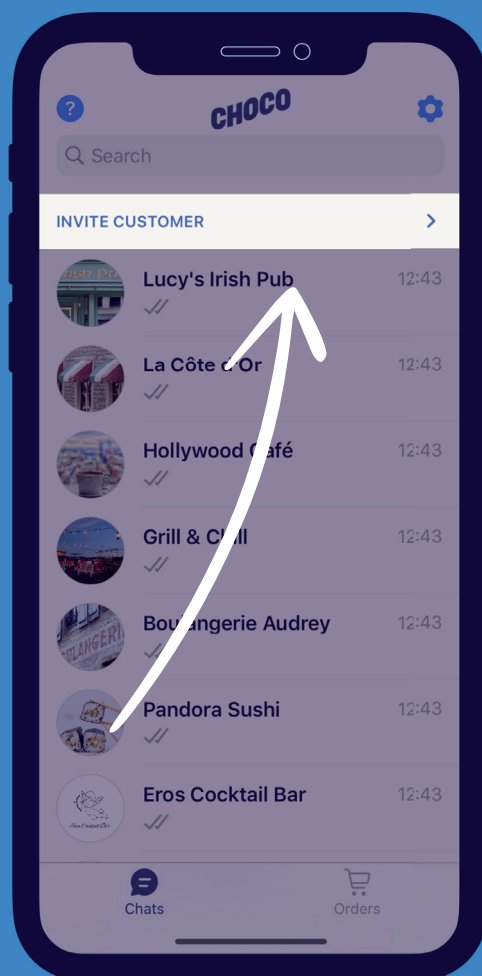 ?
CHOCO
Search
INVITE CUSTOMER
Lucy's Irish Pub
12:43
La Côte d'Or
12:43
Hollywood Café
12:43
Grill & Chill
12:43
Boulangerie Audrey
12:43
Pandora Sushi
12:43
Eros Cocktail Bar
12:43
Chats
Orders